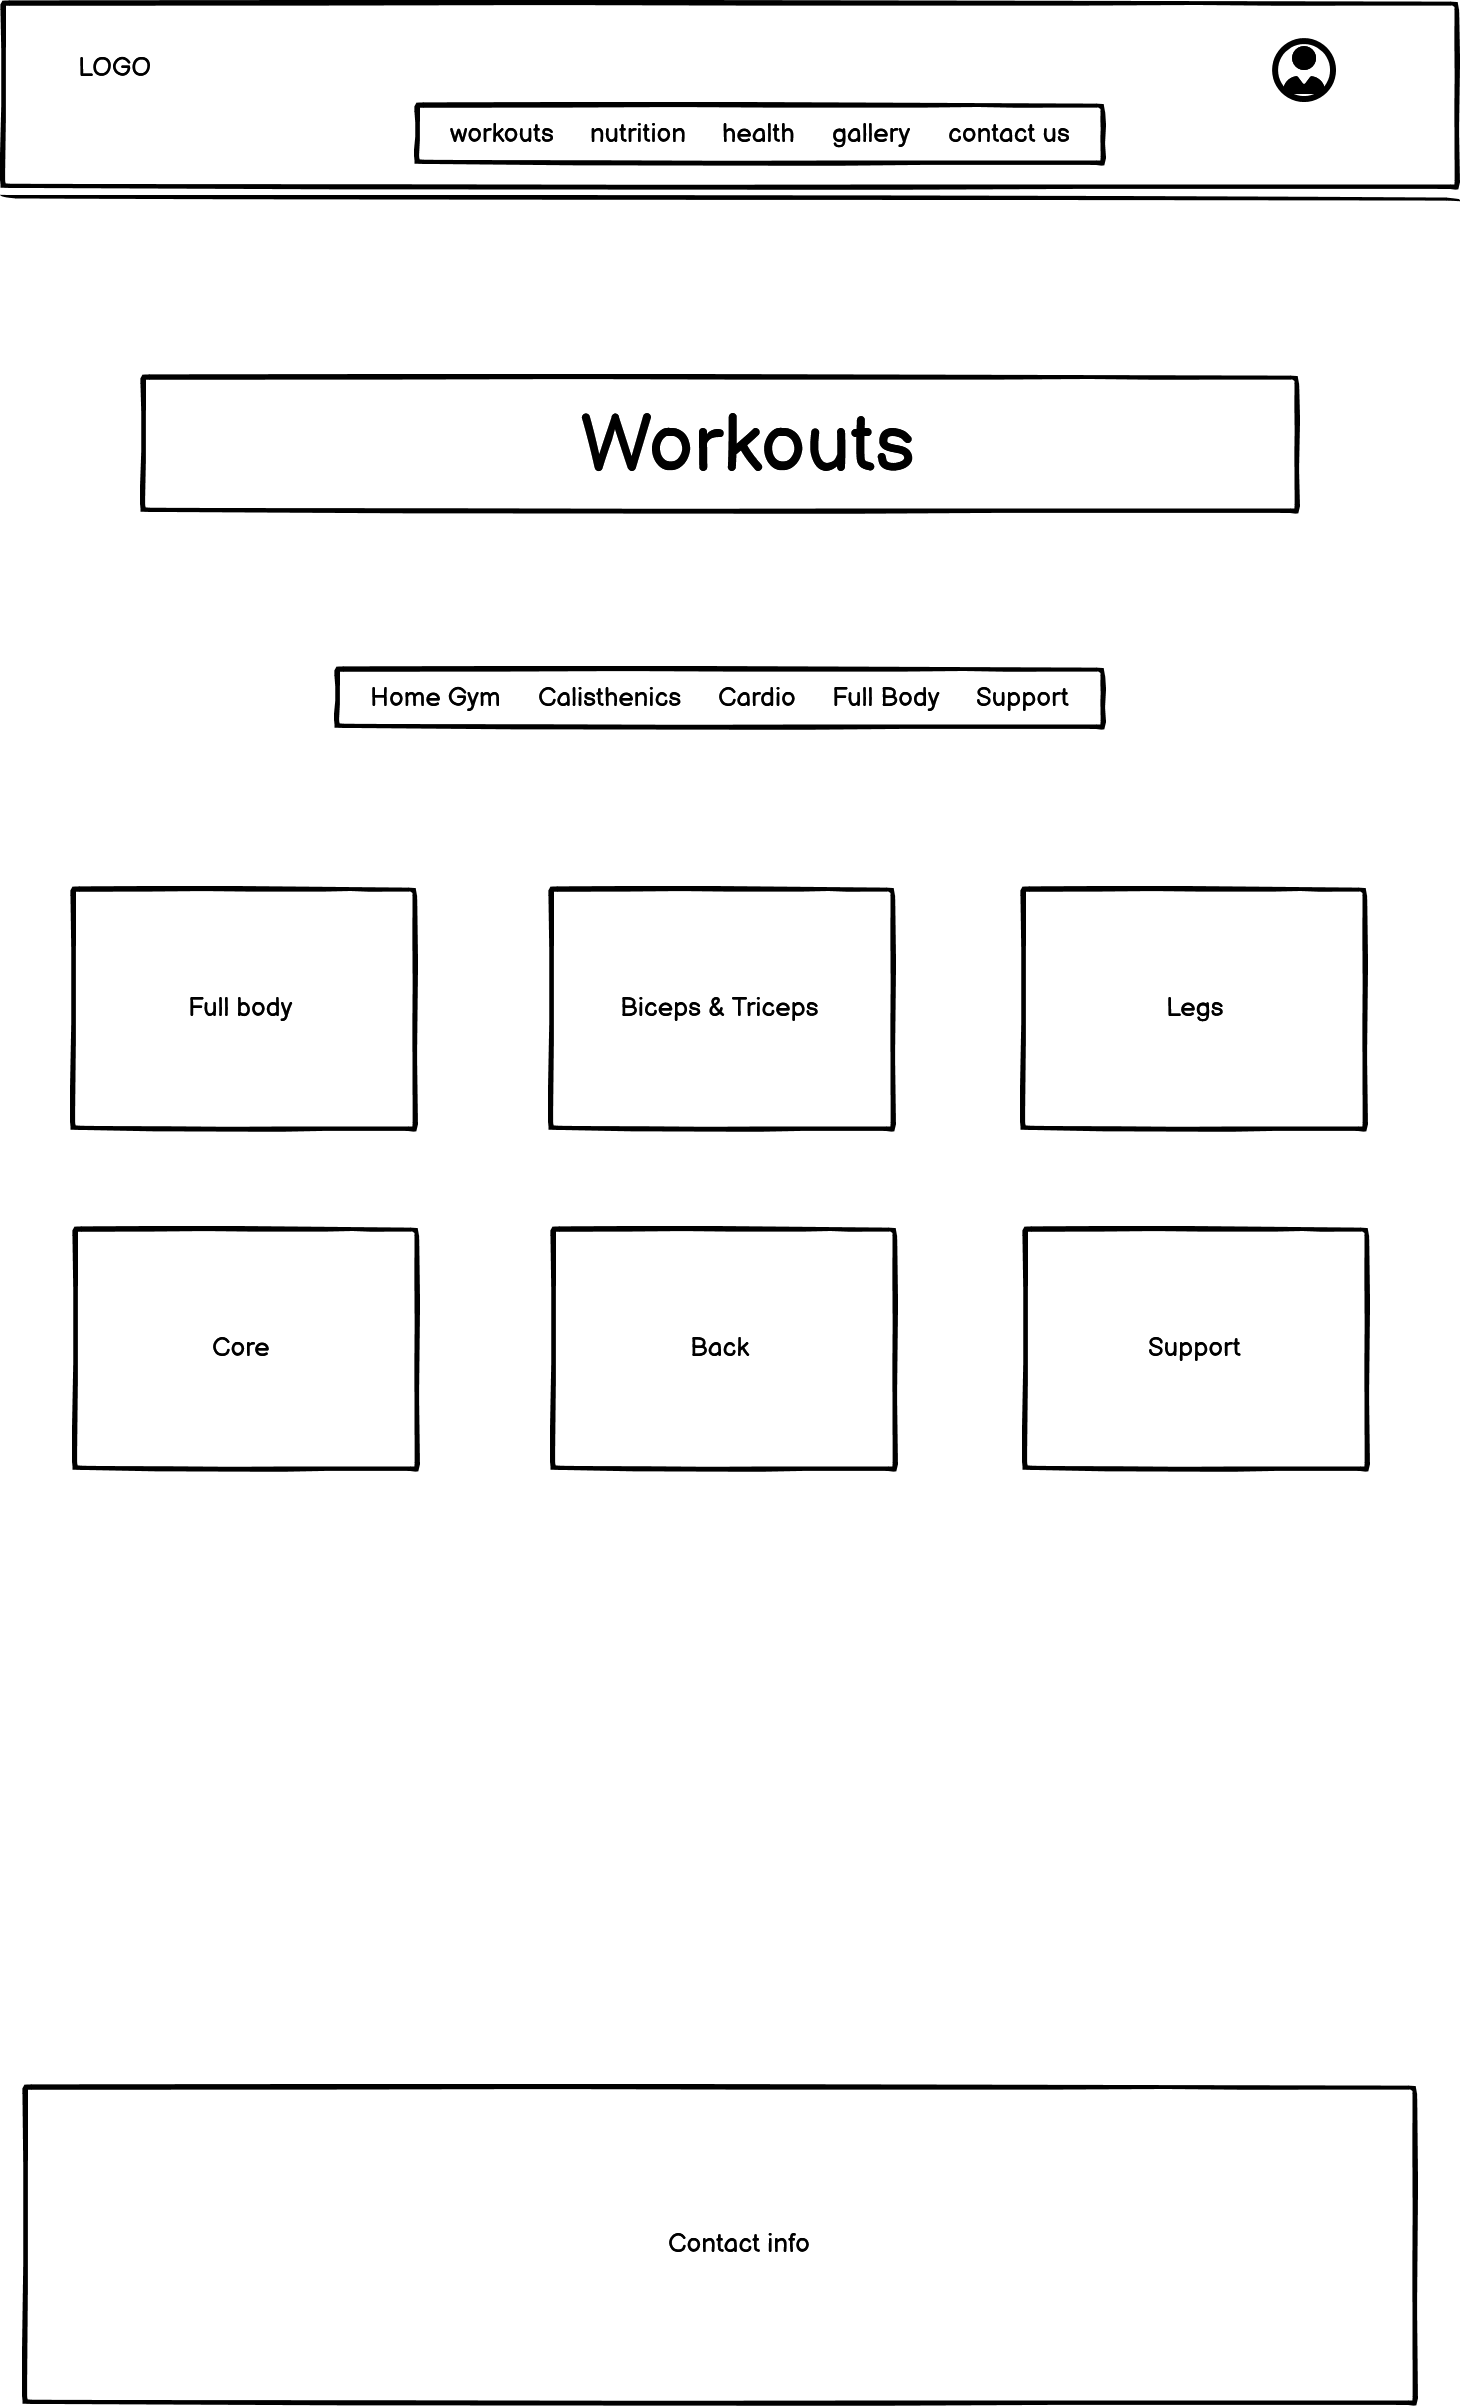 LOGO
workouts nutrition health gallery contact us
Workouts
Home Gym Calisthenics Cardio Full Body Support
Full body Biceps & Triceps Legs
Core Back Support
Contact info